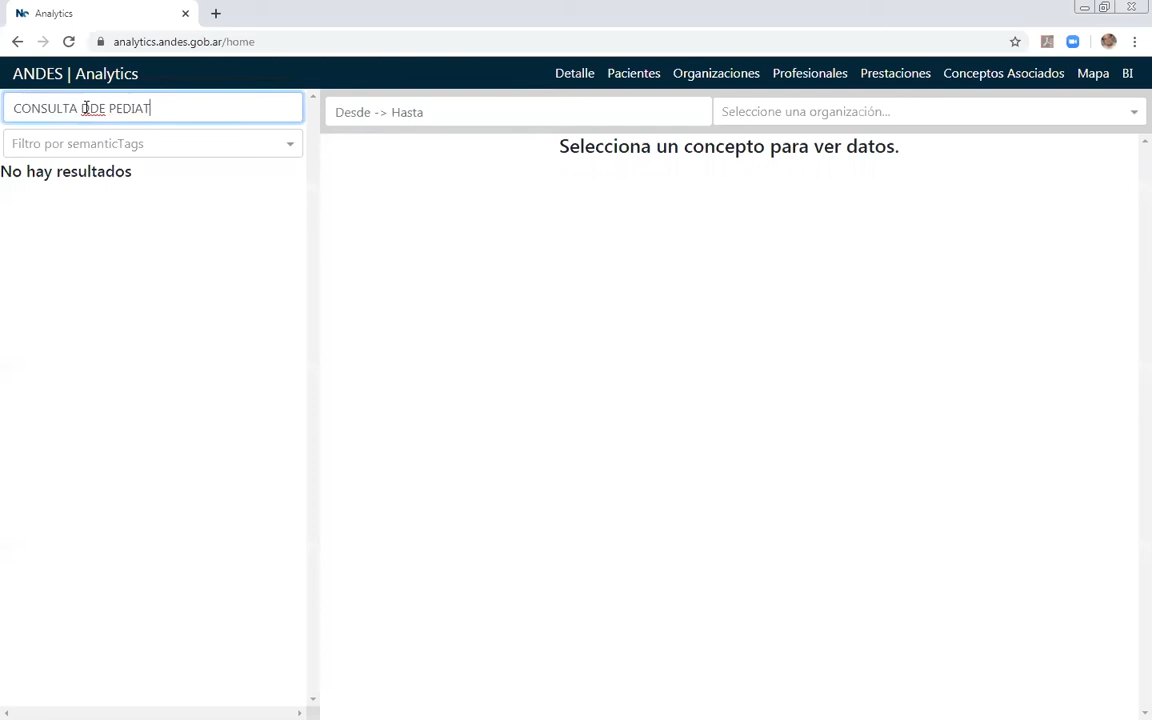 Analytics
analytics.andes.gob.ar/home
ANDES | Analytics
Detalle Pacientes Organizaciones Profesionales Prestaciones Conceptos Asociados Mapa BI
CONSULTA DDE PEDIAT
Desde -> Hasta
Seleccione una organización...
Filtro por semanticTags
Selecciona un concepto para ver datos.
No hay resultados